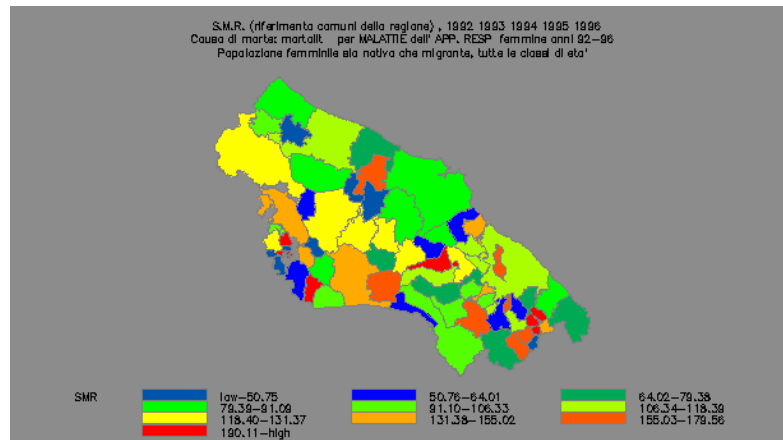 S.M.R. (riferimento comuni della regione) , 1992 1993 1994 1995 1996
Causa di morte: mortalit per MALATTIE dell' APP. RESP femmine anni 92-96
Popolazione femminile sia nativa che migrante, tutte le classi di eta'
SMR low-50.75 50.76-64.01 64.02-79.38
79.39-91.09 91.10-106.33 106.34-118.39
118.40-131.37 131.38-155.02 155.03-179.56
190.11-high